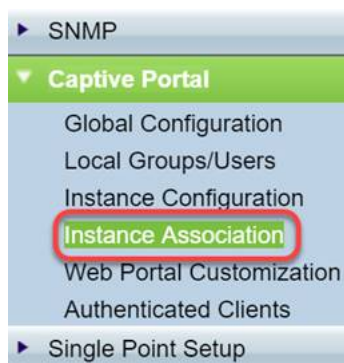 SNMP
Captive Portal
Global Configuration
Local Groups/Users
Instance Configuration
Instance Association
Web Portal Customization
Authenticated Clients
Single Point Setup